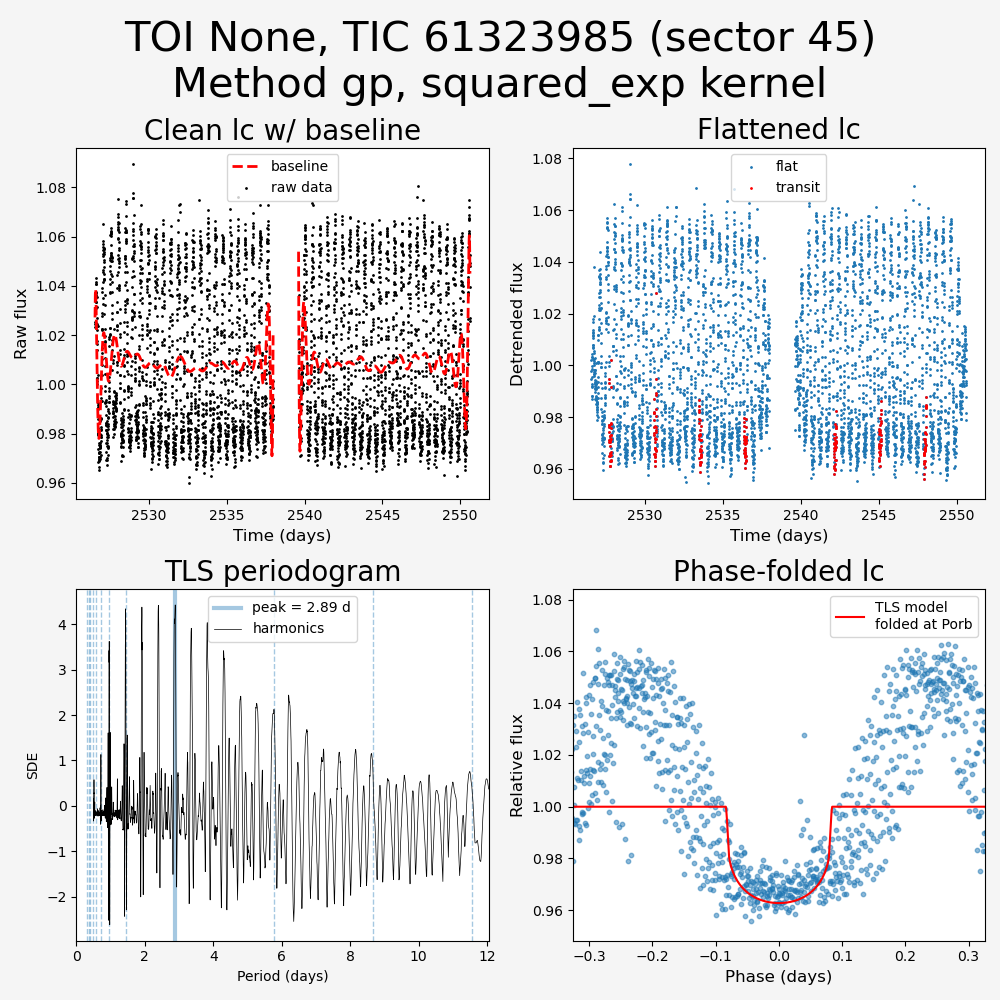 TOI None, TIC 61323985 (sector 45)
Method gp, squared_exp kernel
Clean lc w/ baseline
baseline
raw data
Raw flux
1.08
1.06
1.04
1.02
1.00
0.98
0.96
2530
2535
2540
2545
2550
Time (days)
Flattened lc
flat
transit
Detrended flux
1.08
1.06
1.04
1.02
1.00
0.98
0.96
2530
2535
2540
2545
2550
Time (days)
TLS periodogram
peak = 2.89 d
harmonics
SDE
4
3
2
1
0
−1
−2
0
2
4
6
8
10
12
Period (days)
Phase-folded lc
TLS model
folded at Porb
Relative flux
1.08
1.06
1.04
1.02
1.00
0.98
0.96
−0.3
−0.2
−0.1
0.0
0.1
0.2
0.3
Phase (days)